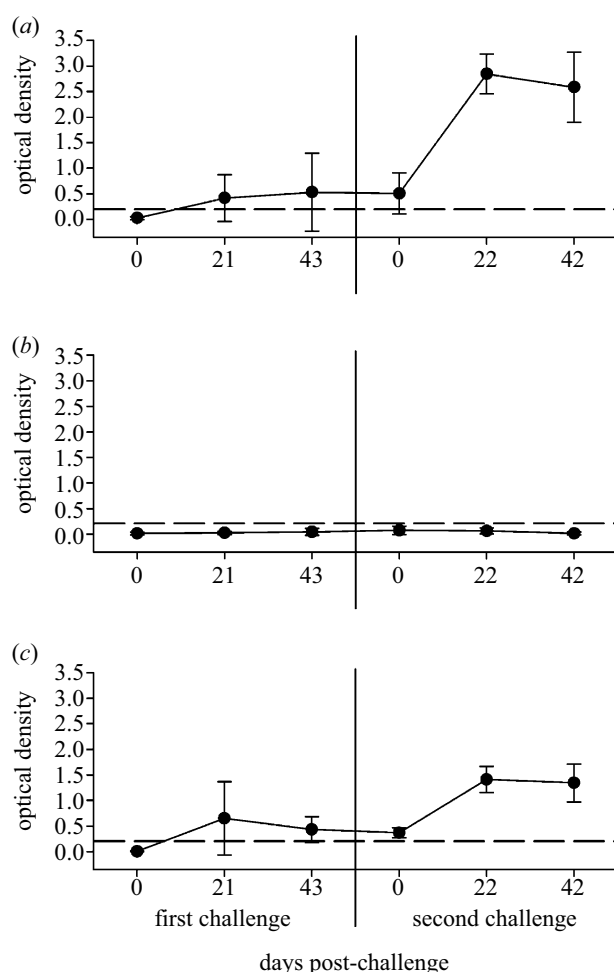 (a)
optical density
3.5
3.0
2.5
2.0
1.5
1.0
0.5
0.0
0 21 43 0 22 42
(b)
optical density
3.5
3.0
2.5
2.0
1.5
1.0
0.5
0.0
0 21 43 0 22 42
(c)
optical density
3.5
3.0
2.5
2.0
1.5
1.0
0.5
0.0
0 21 43 0 22 42
first challenge second challenge
days post-challenge